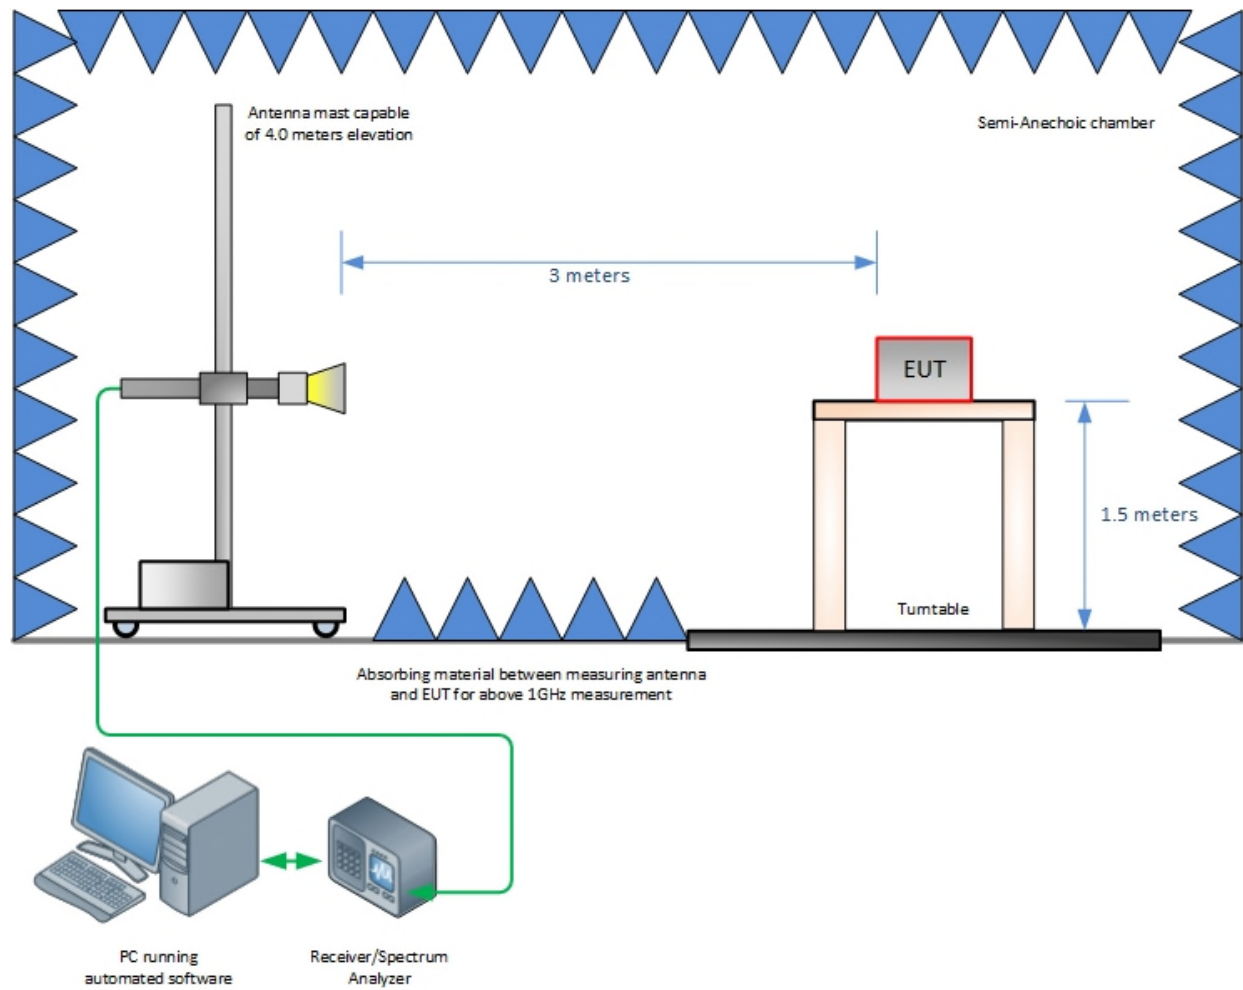 Antenna mast capable
of 4.0 meters elevation
Semi-Anechoic chamber
3 meters
EUT
1.5 meters
Turntable
Absorbing material between measuring antenna
and EUT for above 1GHz measurement
PC running
automated software
Receiver/Spectrum
Analyzer